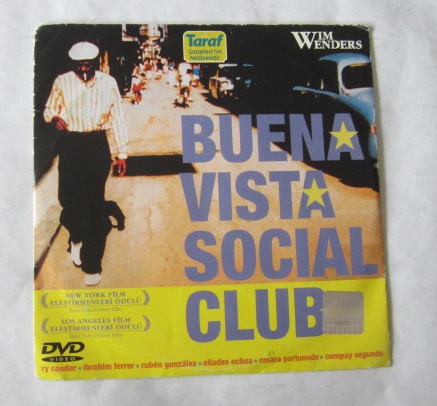 Taraf
Gazetesi'nin
hediyesidir.
WIM
WENDERS
BUENA
VISTA
SOCIAL
CLUB
NEW YORK FİLM
ELEŞTİRMENLERİ ÖDÜLÜ
LOS ANGELES FİLM
ELEŞTİRMENLERİ ÖDÜLÜ
DVD
VIDEO
ry cooder • ibrahim ferrer • rubén gonzález • eliades ochoa • omara portuondo • compay segundo